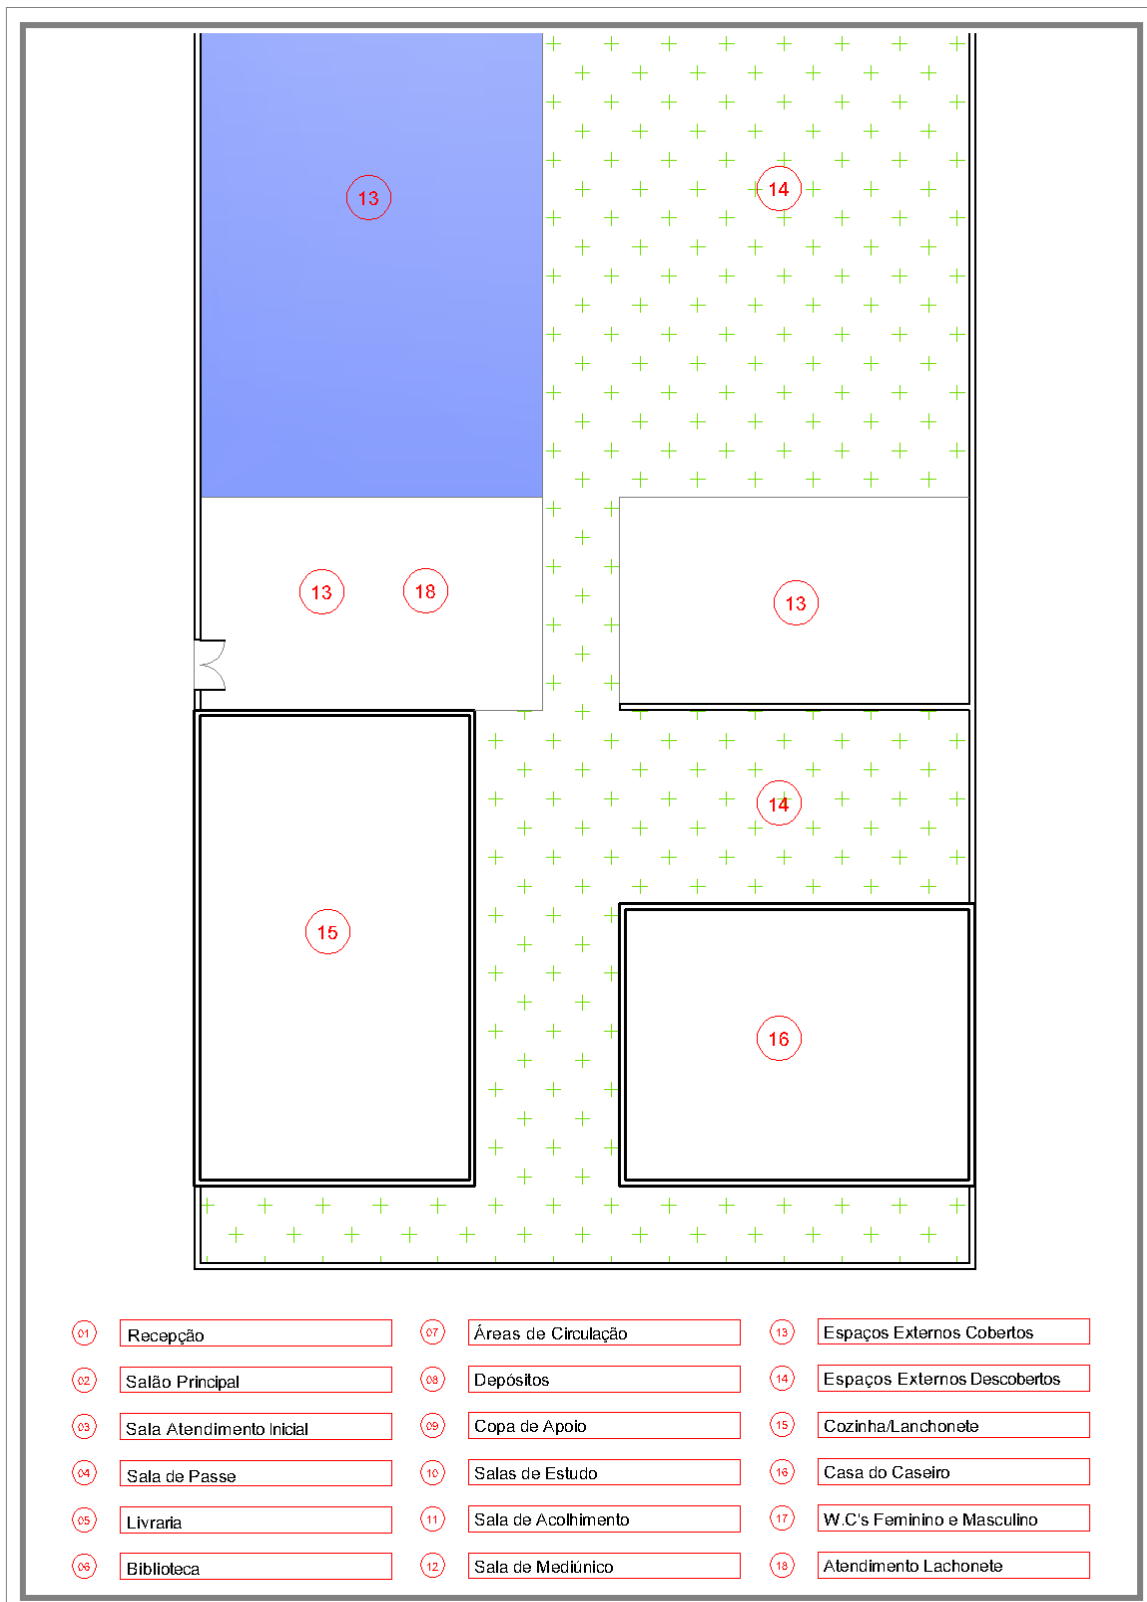 13
14
13 18 13
14
15
16
01 Recepção
02 Salão Principal
03 Sala Atendimento Inicial
04 Sala de Passe
05 Livraria
06 Biblioteca
07 Áreas de Circulação
08 Depósitos
09 Copa de Apoio
10 Salas de Estudo
11 Sala de Acolhimento
12 Sala de Mediúnico
13 Espaços Externos Cobertos
14 Espaços Externos Descobertos
15 Cozinha/Lanchonete
16 Casa do Caseiro
17 W.C's Feminino e Masculino
18 Atendimento Lachonete